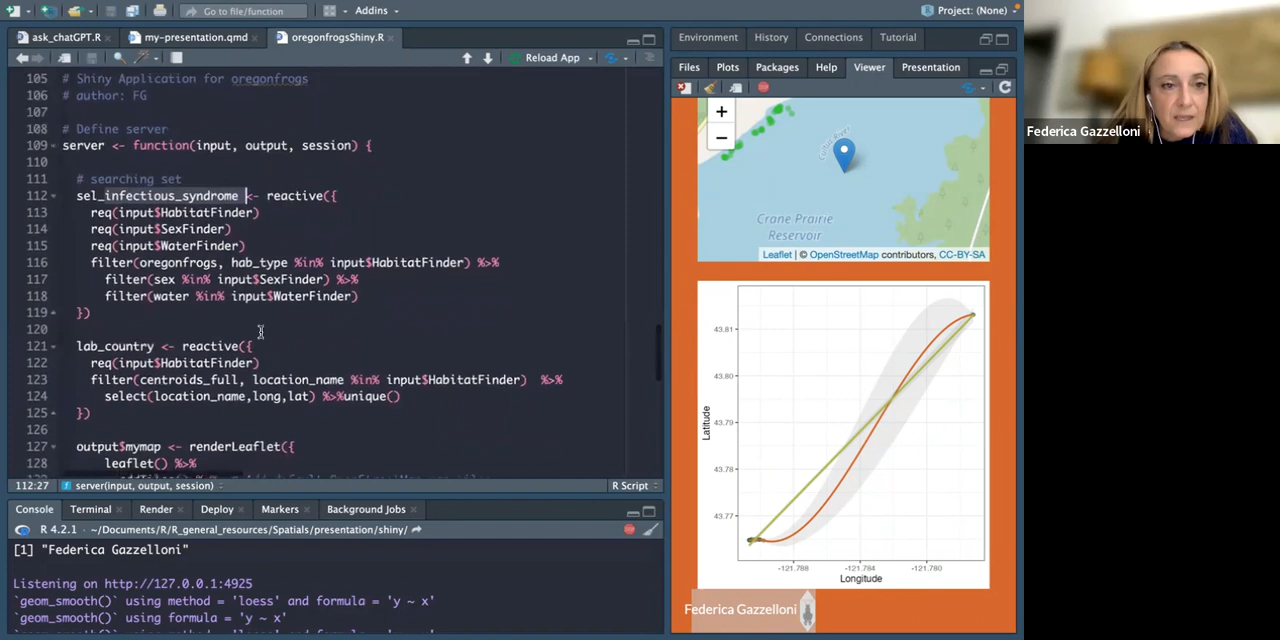 Go to file/function
Addins
Project: (None)
ask_chatGPT.R
my-presentation.qmd
oregonfrogsShiny.R
Reload App
105 # Shiny Application for oregonfrogs
106 # author: FG
107
108 # Define server
109 server <- function(input, output, session) {
110
111 # searching set
112 sel_infectious_syndrome <- reactive({
113 req(input$HabitatFinder)
114 req(input$SexFinder)
115 req(input$WaterFinder)
116 filter(oregonfrogs, hab_type %in% input$HabitatFinder) %>%
117 filter(sex %in% input$SexFinder) %>%
118 filter(water %in% input$WaterFinder)
119 })
120
121 lab_country <- reactive({
122 req(input$HabitatFinder)
123 filter(centroids_full, location_name %in% input$HabitatFinder) %>%
124 select(location_name,long,lat) %>%unique()
125 })
126
127 output$mymap <- renderLeaflet({
128 leaflet() %>%
112:27 server(input, output, session) R Script
Console Terminal Render Deploy Markers Background Jobs
R 4.2.1 · ~/Documents/R/R_general_resources/Spatials/presentation/shiny/
[1] "Federica Gazzelloni"
Listening on http://127.0.0.1:4925
`geom_smooth()` using method = 'loess' and formula = 'y ~ x'
`geom_smooth()` using formula = 'y ~ x'
Environment History Connections Tutorial
Files Plots Packages Help Viewer Presentation
+
−
Crane Prairie
Reservoir
Leaflet | © OpenStreetMap contributors, CC-BY-SA
43.81
43.80
43.79
43.78
43.77
Latitude
-121.788 -121.784 -121.780
Longitude
Federica Gazzelloni
Federica Gazzelloni